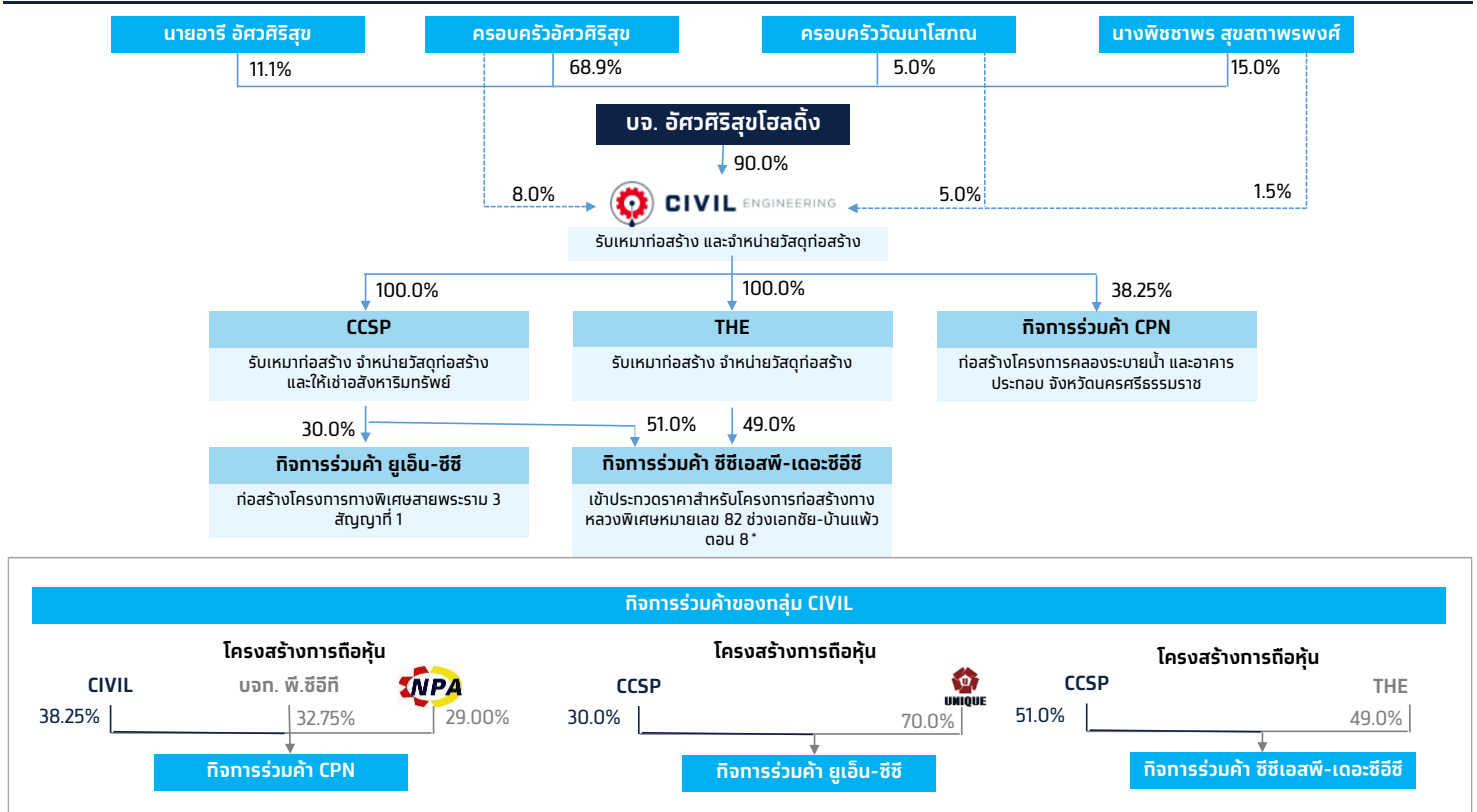 นายอารี อัศวศิริสุข
ครอบครัวอัศวศิริสุข
ครอบครัววัฒนาโสภณ
นางพิชชาพร สุขสถาพรพงศ์
11.1%
68.9%
5.0%
15.0%
บจ. อัศวศิริสุขโฮลดิ้ง
90.0%
8.0%
CIVIL ENGINEERING
5.0%
1.5%
รับเหมาก่อสร้าง และจำหน่ายวัสดุก่อสร้าง
100.0%
100.0%
38.25%
CCSP
THE
กิจการร่วมค้า CPN
รับเหมาก่อสร้าง จำหน่ายวัสดุก่อสร้าง
และให้เช่าอสังหาริมทรัพย์
รับเหมาก่อสร้าง จำหน่ายวัสดุก่อสร้าง
ก่อสร้างโครงการคลองระบายน้ำ และอาคาร
ประกอบ จังหวัดนครศรีธรรมราช
30.0%
51.0%
49.0%
กิจการร่วมค้า ยูเอ็น-ซีซี
กิจการร่วมค้า ซีซีเอสพี-เดอะซีอีซี
ก่อสร้างโครงการทางพิเศษสายพระราม 3
สัญญาที่ 1
เข้าประกวดราคาสำหรับโครงการก่อสร้างทาง
หลวงพิเศษหมายเลข 82 ช่วงเอกชัย-บ้านแพ้ว
ตอน 8*
กิจการร่วมค้าของกลุ่ม CIVIL
โครงสร้างการถือหุ้น
CIVIL
บจก. พี.ซีอีที
NPA
38.25%
32.75%
29.00%
กิจการร่วมค้า CPN
โครงสร้างการถือหุ้น
CCSP
UNIQUE
30.0%
70.0%
กิจการร่วมค้า ยูเอ็น-ซีซี
โครงสร้างการถือหุ้น
CCSP
THE
51.0%
49.0%
กิจการร่วมค้า ซีซีเอสพี-เดอะซีอีซี